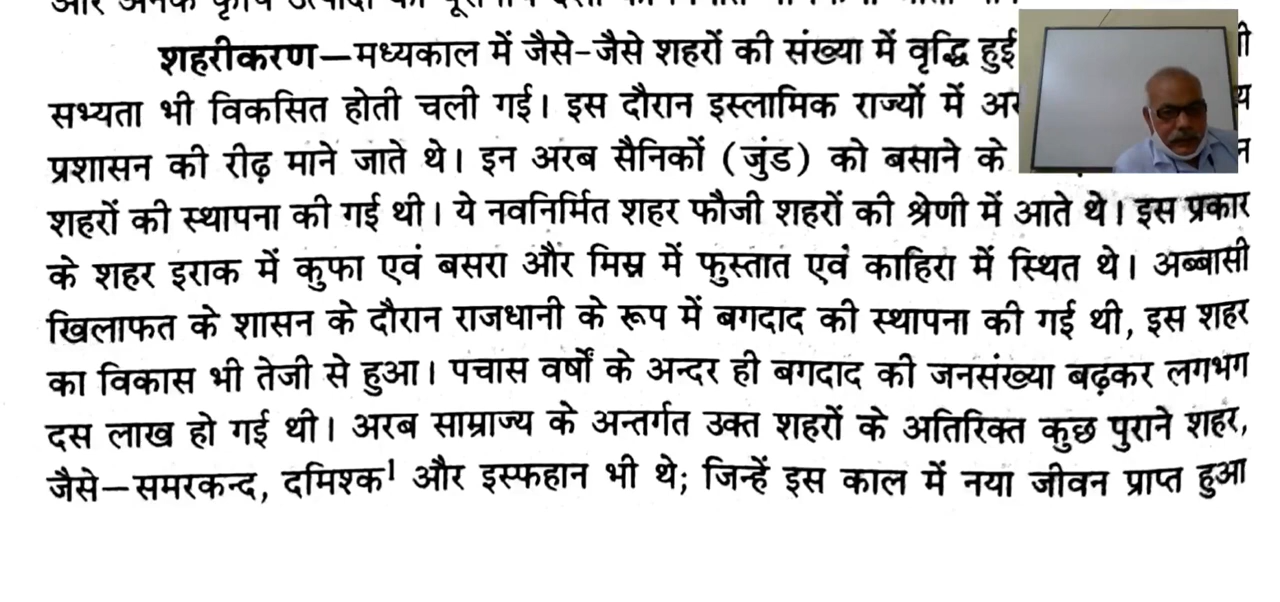 शहरीकरण—मध्यकाल में जैसे-जैसे शहरों की संख्या में वृद्धि हुई
सभ्यता भी विकसित होती चली गई। इस दौरान इस्लामिक राज्यों में
प्रशासन की रीढ़ माने जाते थे। इन अरब सैनिकों (जुंड) को बसाने के
शहरों की स्थापना की गई थी। ये नवनिर्मित शहर फौजी शहरों की श्रेणी में आते थे। इस प्रकार
के शहर इराक में कुफा एवं बसरा और मिस्र में फुस्तात एवं काहिरा में स्थित थे। अब्बासी
खिलाफत के शासन के दौरान राजधानी के रूप में बगदाद की स्थापना की गई थी, इस शहर
का विकास भी तेजी से हुआ। पचास वर्षों के अन्दर ही बगदाद की जनसंख्या बढ़कर लगभग
दस लाख हो गई थी। अरब साम्राज्य के अन्तर्गत उक्त शहरों के अतिरिक्त कुछ पुराने शहर,
जैसे—समरकन्द, दमिश्क¹ और इस्फहान भी थे; जिन्हें इस काल में नया जीवन प्राप्त हुआ